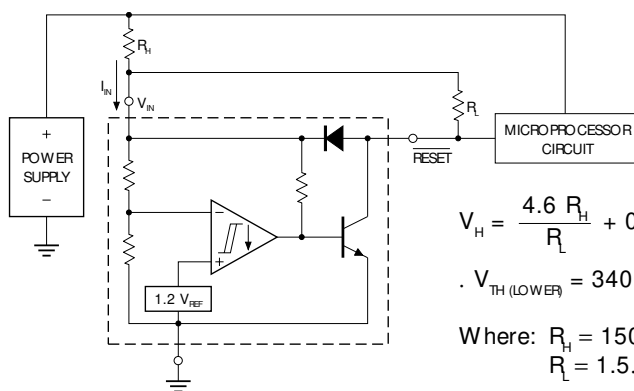 R_H
I_IN
V_IN
R_L
+
POWER
SUPPLY
−
RESET
MICROPROCESSOR
CIRCUIT
−
+
1.2 V_REF
V_H = 4.6 R_H / R_L + 0
. V_TH (LOWER) = 340
Where: R_H = 150
R_L = 1.5.